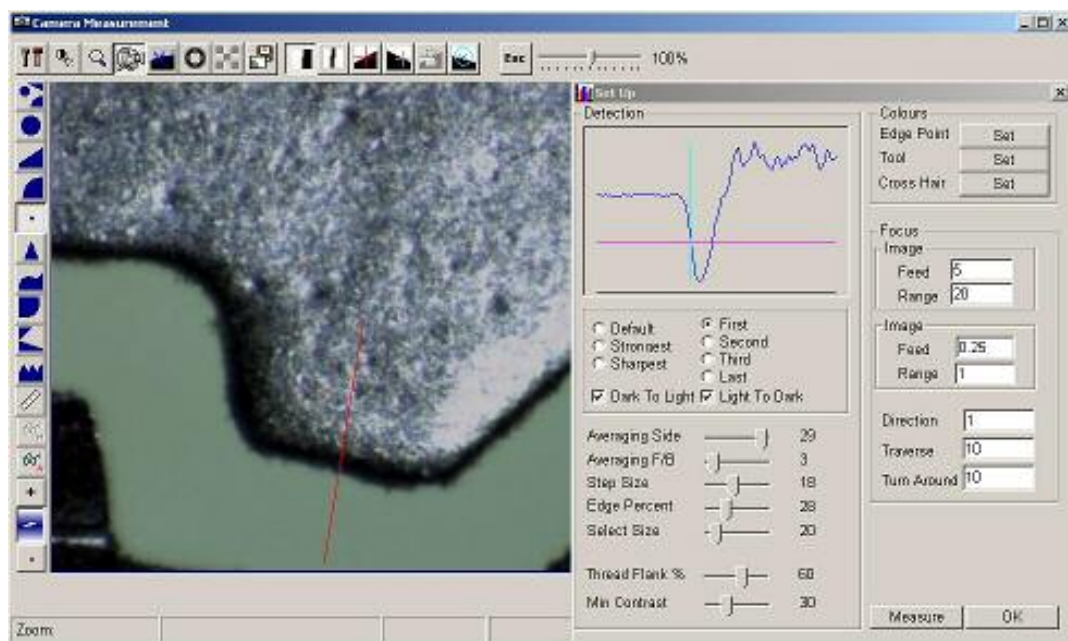 Camera Measurement
Esc
100%
Set Up
Detection
Default
Strongest
Sharpest
First
Second
Third
Last
Dark To Light
Light To Dark
Averaging Side 29
Averaging F/B 3
Step Size 18
Edge Percent 28
Select Size 20
Thread Flank % 60
Min Contrast 30
Colours
Edge Point Set
Tool Set
Cross Hair Set
Focus
Image
Feed 5
Range 20
Image
Feed 0.25
Range 1
Direction 1
Traverse 10
Turn Around 10
Measure OK
Zoom: